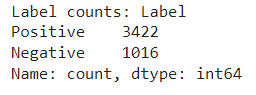 Label counts: Label
Positive    3422
Negative    1016
Name: count, dtype: int64